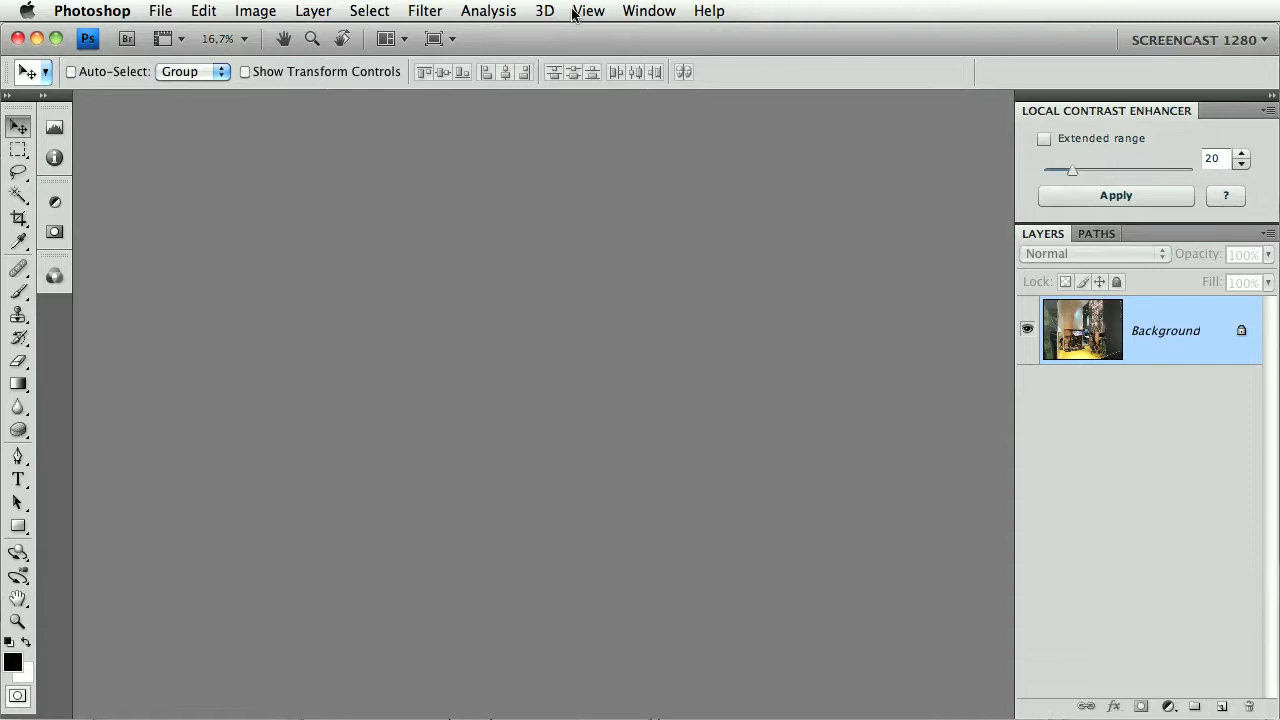 Photoshop File Edit Image Layer Select Filter Analysis 3D View Window Help
Ps Br 16,7% SCREENCAST 1280
Auto-Select: Group Show Transform Controls
LOCAL CONTRAST ENHANCER
Extended range
20
Apply ?
LAYERS PATHS
Normal Opacity: 100%
Lock: Fill: 100%
Background
T
fx